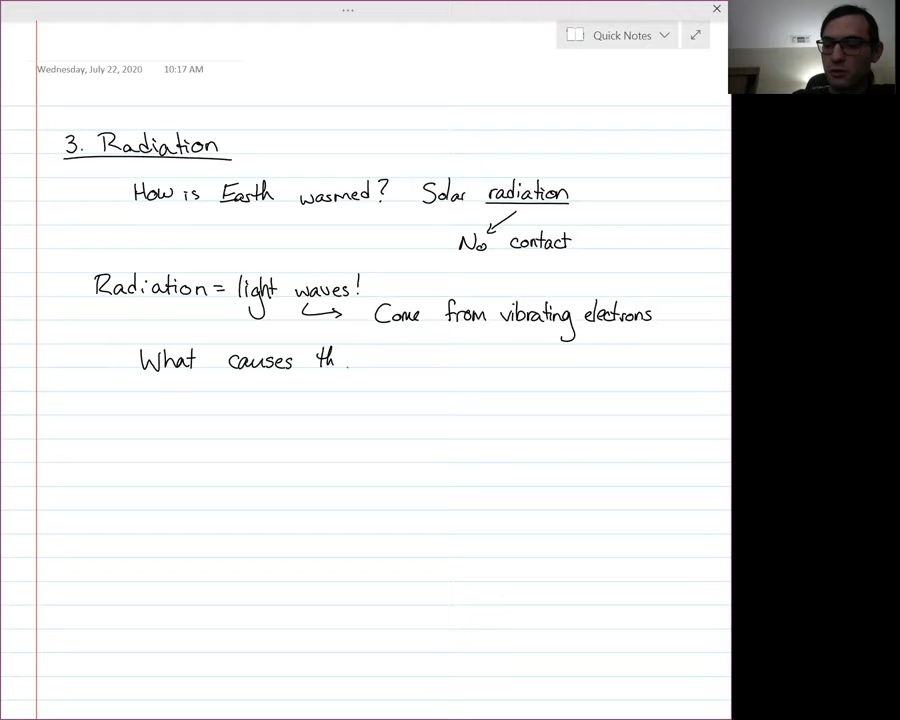 Quick Notes
Wednesday, July 22, 2020 10:17 AM
3. Radiation
How is Earth warmed? Solar radiation
No contact
Radiation = light waves!
Come from vibrating electrons
What causes th